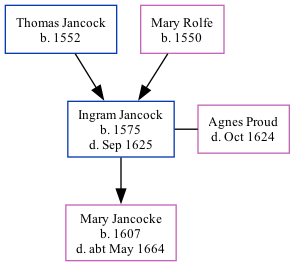 Thomas Jancock
b. 1552
Mary Rolfe
b. 1550
Ingram Jancock
b. 1575
d. Sep 1625
Agnes Proud
d. Oct 1624
Mary Jancocke
b. 1607
d. abt May 1664